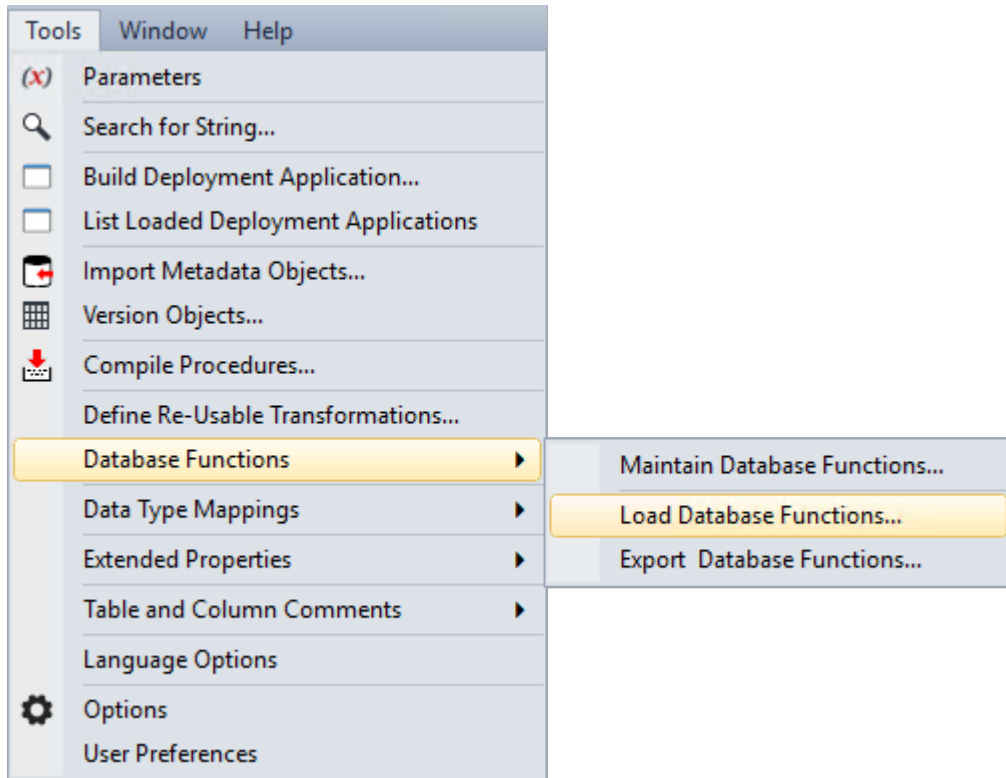 Tools Window Help
(x) Parameters
Search for String...
Build Deployment Application...
List Loaded Deployment Applications
Import Metadata Objects...
Version Objects...
Compile Procedures...
Define Re-Usable Transformations...
Database Functions
Maintain Database Functions...
Load Database Functions...
Export  Database Functions...
Data Type Mappings
Extended Properties
Table and Column Comments
Language Options
Options
User Preferences